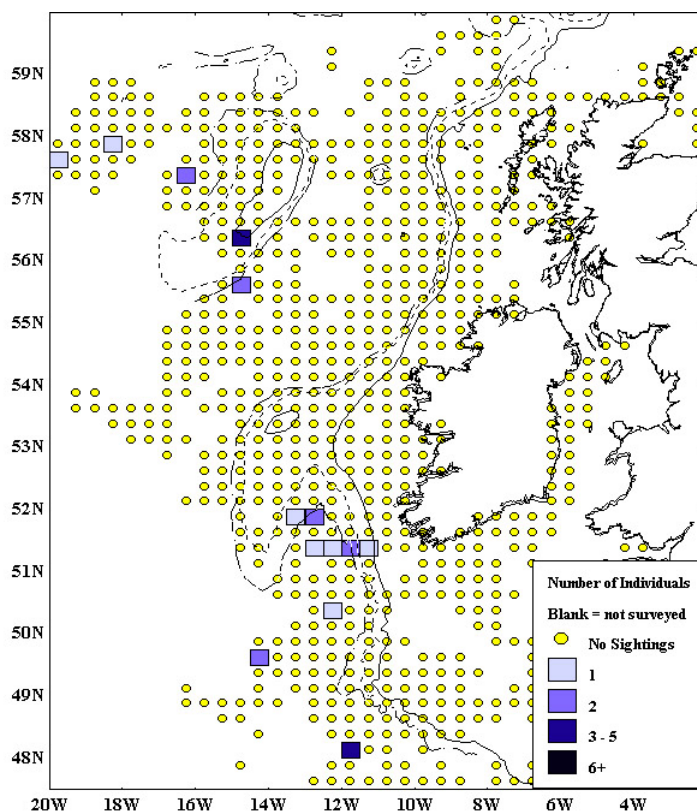 59N
58N
57N
56N
55N
54N
53N
52N
51N
50N
49N
48N
20W 18W 16W 14W 12W 10W 8W 6W 4W
Number of Individuals
Blank = not surveyed
No Sightings
1
2
3 - 5
6+